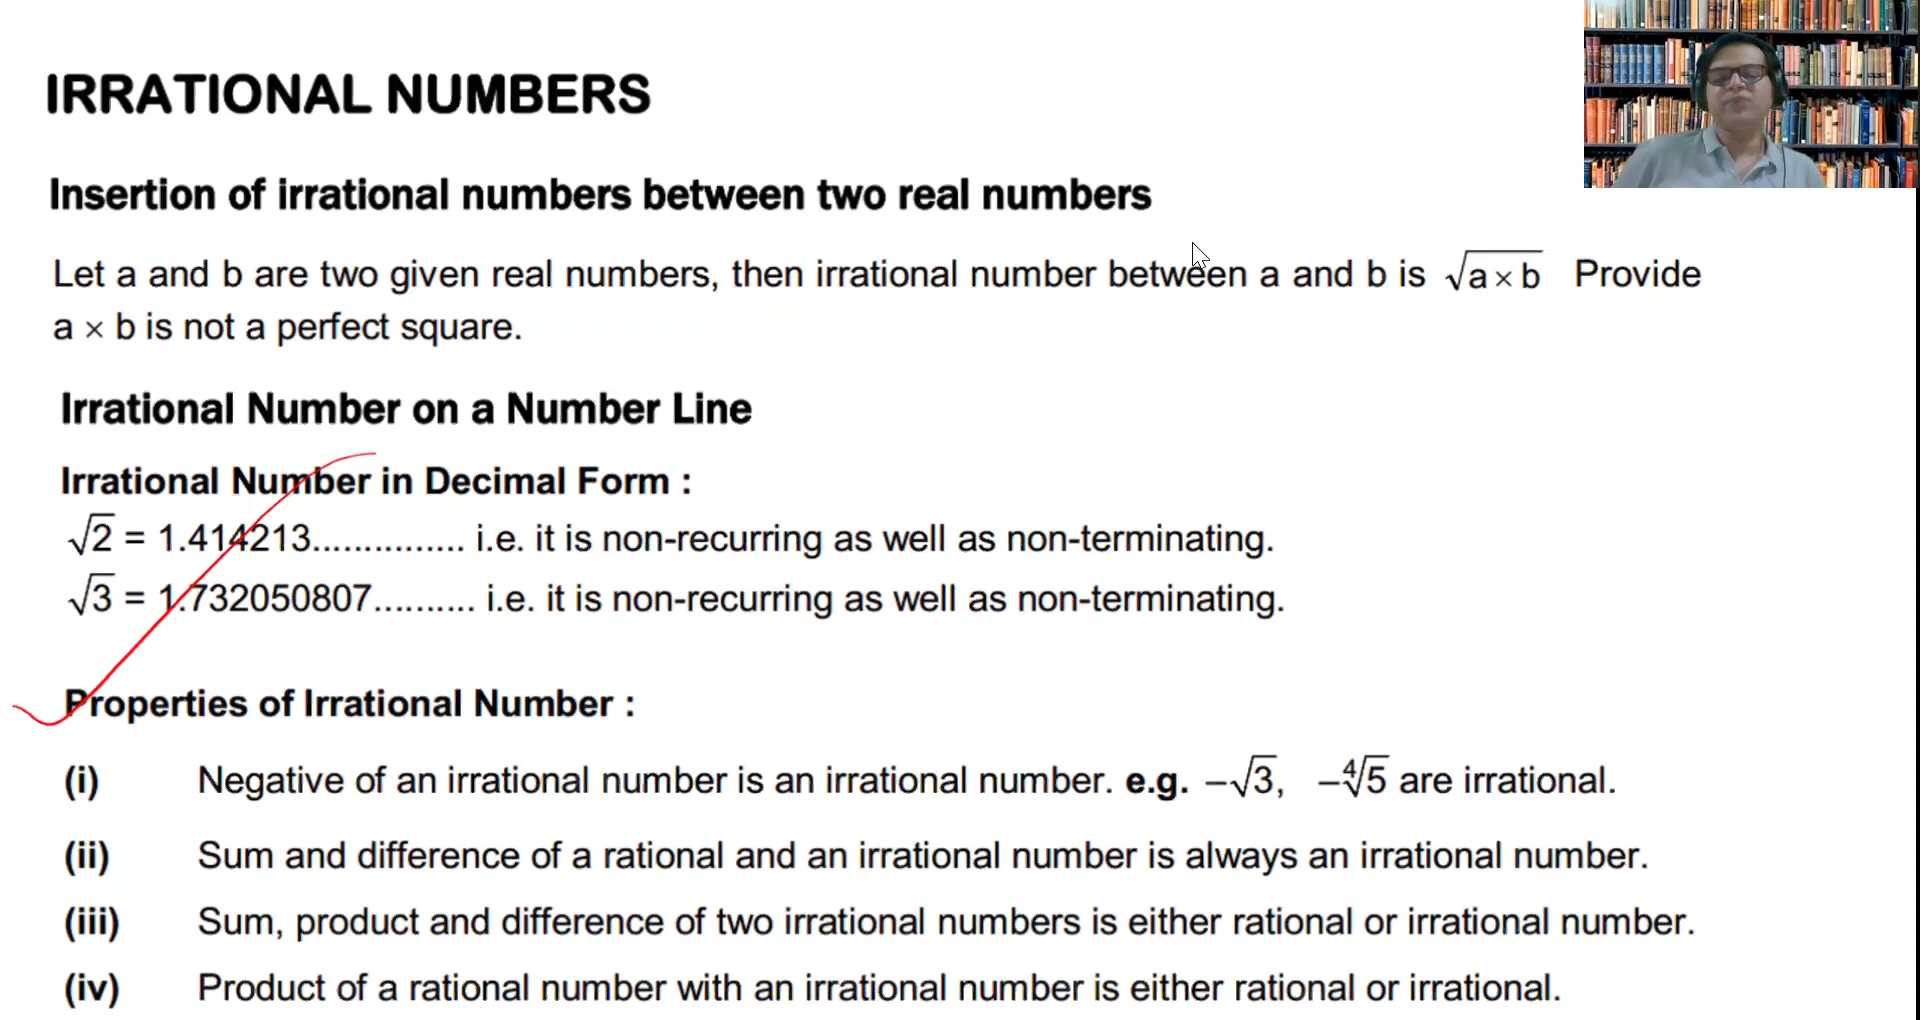 IRRATIONAL NUMBERS
Insertion of irrational numbers between two real numbers
Let a and b are two given real numbers, then irrational number between a and b is √(a × b) Provide
a × b is not a perfect square.
Irrational Number on a Number Line
Irrational Number in Decimal Form :
√2 = 1.414213............... i.e. it is non-recurring as well as non-terminating.
√3 = 1.732050807.......... i.e. it is non-recurring as well as non-terminating.
Properties of Irrational Number :
(i) Negative of an irrational number is an irrational number. e.g. –√3, –∜5 are irrational.
(ii) Sum and difference of a rational and an irrational number is always an irrational number.
(iii) Sum, product and difference of two irrational numbers is either rational or irrational number.
(iv) Product of a rational number with an irrational number is either rational or irrational.